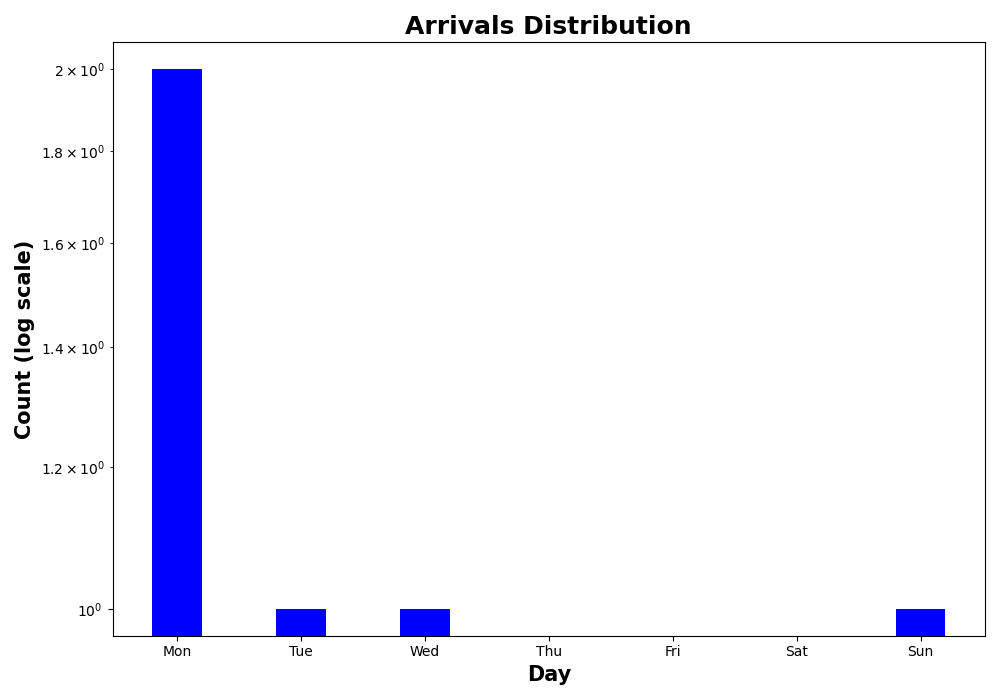 Arrivals Distribution
Count (log scale)
2 × 10⁰
1.8 × 10⁰
1.6 × 10⁰
1.4 × 10⁰
1.2 × 10⁰
10⁰
Mon Tue Wed Thu Fri Sat Sun
Day